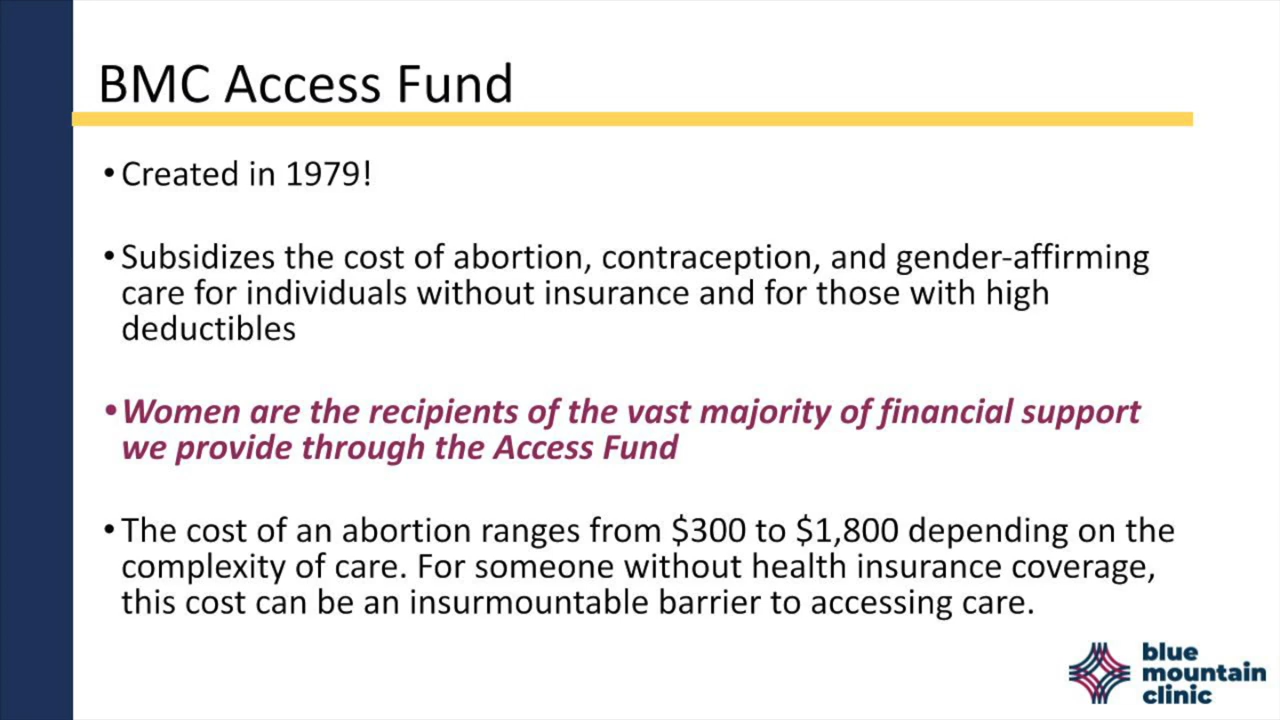 BMC Access Fund
• Created in 1979!
• Subsidizes the cost of abortion, contraception, and gender-affirming
care for individuals without insurance and for those with high
deductibles
• Women are the recipients of the vast majority of financial support
we provide through the Access Fund
• The cost of an abortion ranges from $300 to $1,800 depending on the
complexity of care. For someone without health insurance coverage,
this cost can be an insurmountable barrier to accessing care.
blue
mountain
clinic